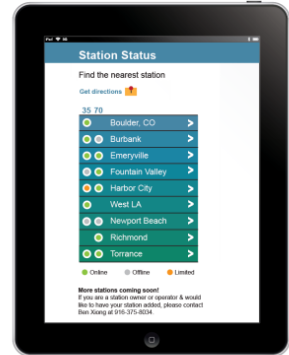 Station Status
Find the nearest station
Get directions
35 70
Boulder, CO >
Burbank >
Emeryville >
Fountain Valley >
Harbor City >
West LA >
Newport Beach >
Richmond >
Torrance >
Online Offline Limited
More stations coming soon!
If you are a station owner or operator & would
like to have your station added, please contact
Ben Xiong at 916-375-8034.